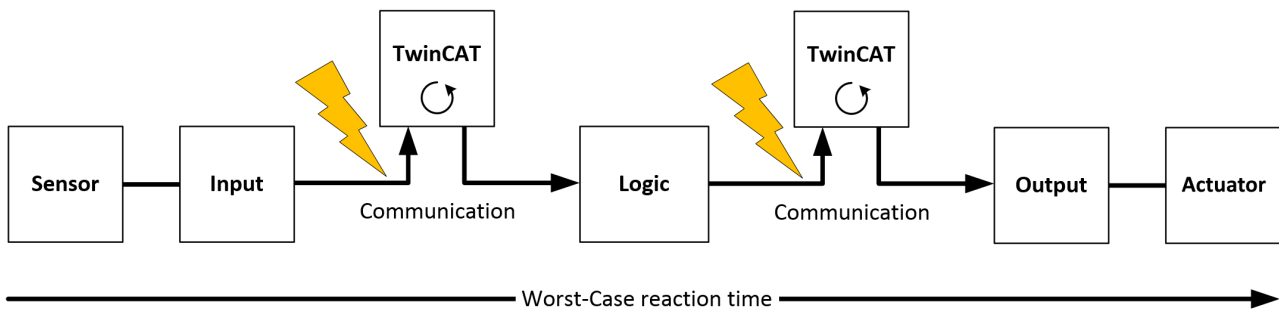 TwinCAT
TwinCAT
Sensor
Input
Communication
Logic
Communication
Output
Actuator
Worst-Case reaction time